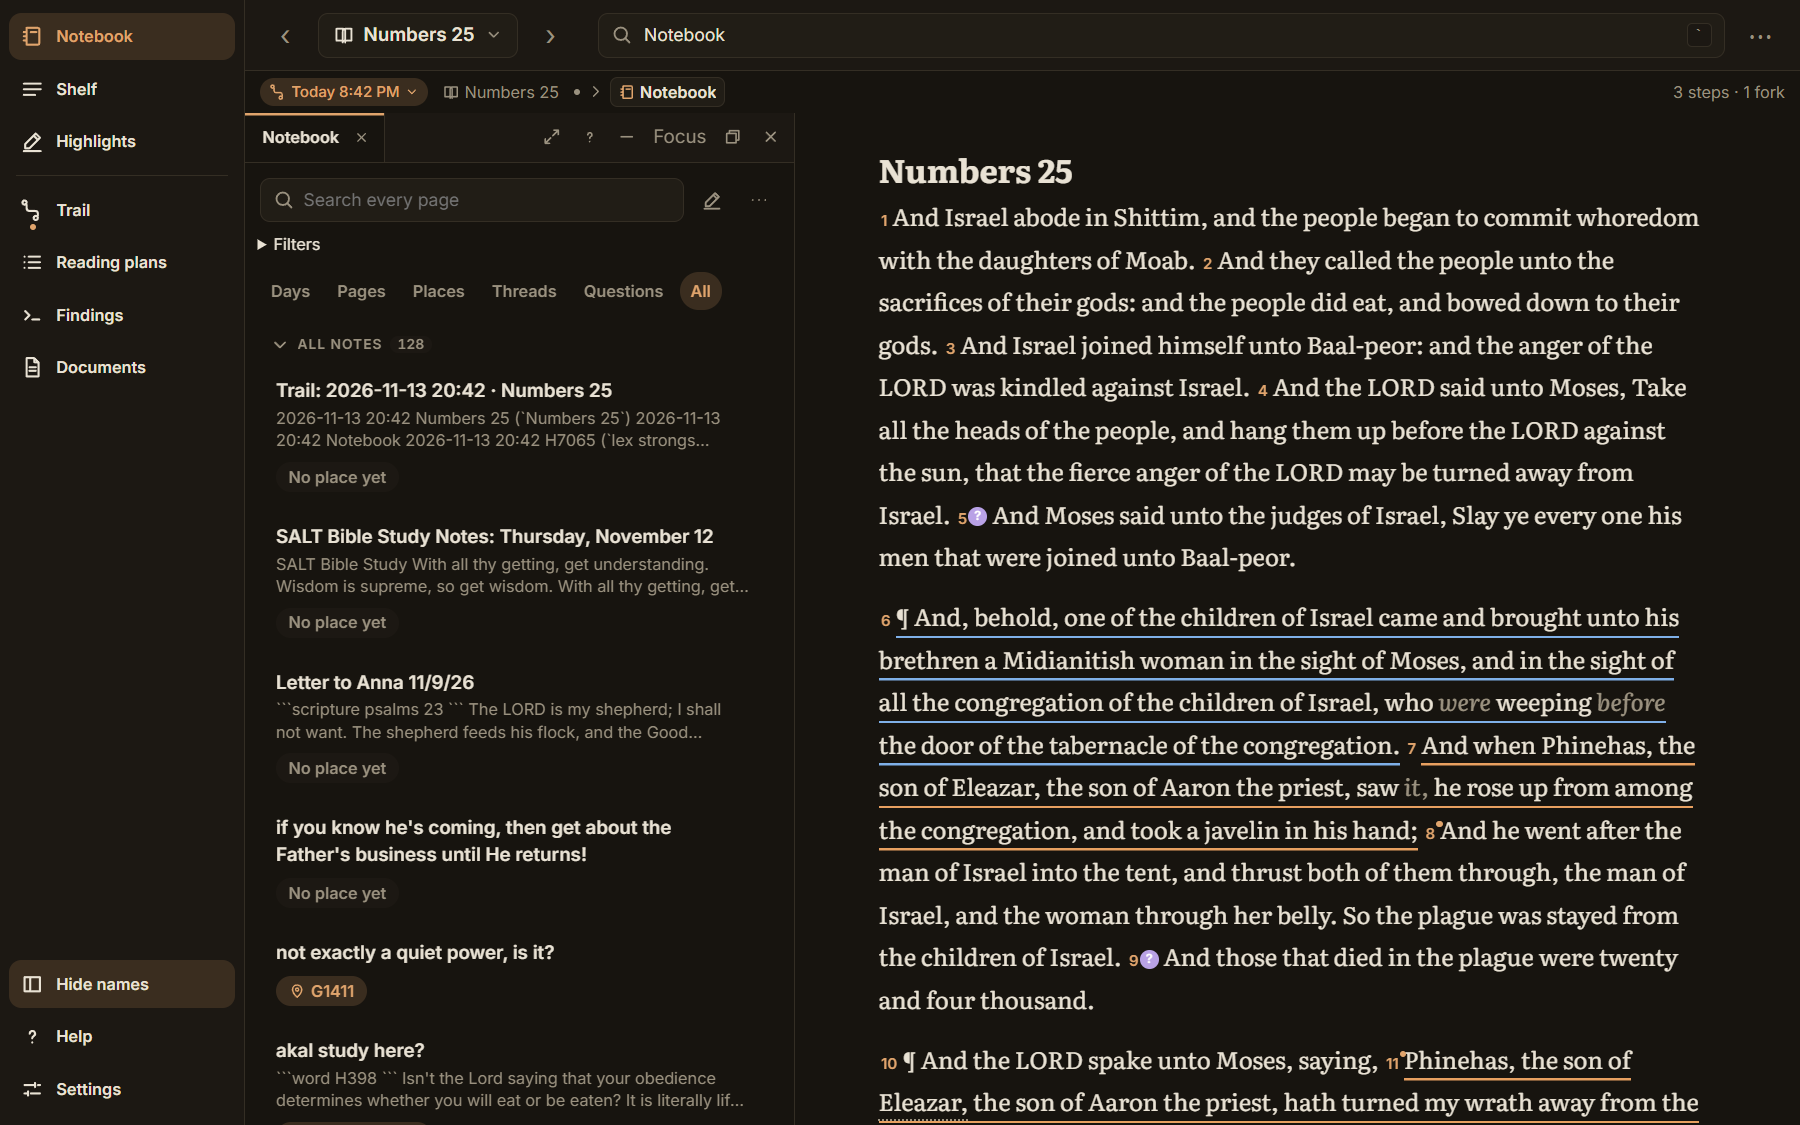 Notebook
Shelf
Highlights
Trail
Reading plans
Findings
Documents
Hide names
? Help
Settings
Numbers 25
Notebook
`
Today 8:42 PM
Numbers 25
Notebook
3 steps · 1 fork
Notebook
?
Focus
Search every page
Filters
Days Pages Places Threads Questions All
ALL NOTES 128
Trail: 2026-11-13 20:42 · Numbers 25
2026-11-13 20:42 Numbers 25 (`Numbers 25`) 2026-11-13
20:42 Notebook 2026-11-13 20:42 H7065 (`lex strongs...
No place yet
SALT Bible Study Notes: Thursday, November 12
SALT Bible Study With all thy getting, get understanding.
Wisdom is supreme, so get wisdom. With all thy getting, get...
No place yet
Letter to Anna 11/9/26
```scripture psalms 23 ``` The LORD is my shepherd; I shall
not want. The shepherd feeds his flock, and the Good...
No place yet
if you know he's coming, then get about the
Father's business until He returns!
No place yet
not exactly a quiet power, is it?
G1411
akal study here?
```word H398 ``` Isn't the Lord saying that your obedience
determines whether you will eat or be eaten? It is literally lif...
Numbers 25
1 And Israel abode in Shittim, and the people began to commit whoredom
with the daughters of Moab. 2 And they called the people unto the
sacrifices of their gods: and the people did eat, and bowed down to their
gods. 3 And Israel joined himself unto Baal-peor: and the anger of the
LORD was kindled against Israel. 4 And the LORD said unto Moses, Take
all the heads of the people, and hang them up before the LORD against
the sun, that the fierce anger of the LORD may be turned away from
Israel. 5 ? And Moses said unto the judges of Israel, Slay ye every one his
men that were joined unto Baal-peor.
6 ¶ And, behold, one of the children of Israel came and brought unto his
brethren a Midianitish woman in the sight of Moses, and in the sight of
all the congregation of the children of Israel, who were weeping before
the door of the tabernacle of the congregation. 7 And when Phinehas, the
son of Eleazar, the son of Aaron the priest, saw it, he rose up from among
the congregation, and took a javelin in his hand; 8 And he went after the
man of Israel into the tent, and thrust both of them through, the man of
Israel, and the woman through her belly. So the plague was stayed from
the children of Israel. 9 ? And those that died in the plague were twenty
and four thousand.
10 ¶ And the LORD spake unto Moses, saying, 11 Phinehas, the son of
Eleazar, the son of Aaron the priest, hath turned my wrath away from the